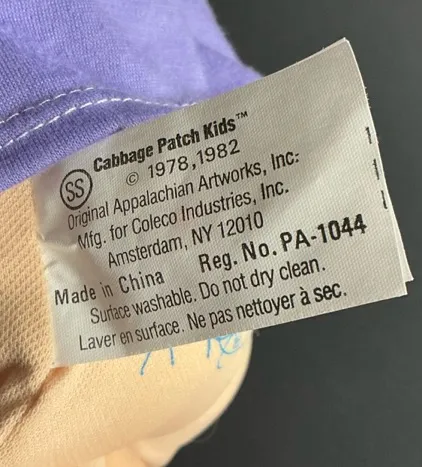 Cabbage Patch Kids™
SS © 1978,1982
Original Appalachian Artworks, Inc:
Mfg. for Coleco Industries, Inc.
Amsterdam, NY 12010
Made in China Reg. No. PA-1044
Surface washable. Do not dry clean.
Laver en surface. Ne pas nettoyer à sec.